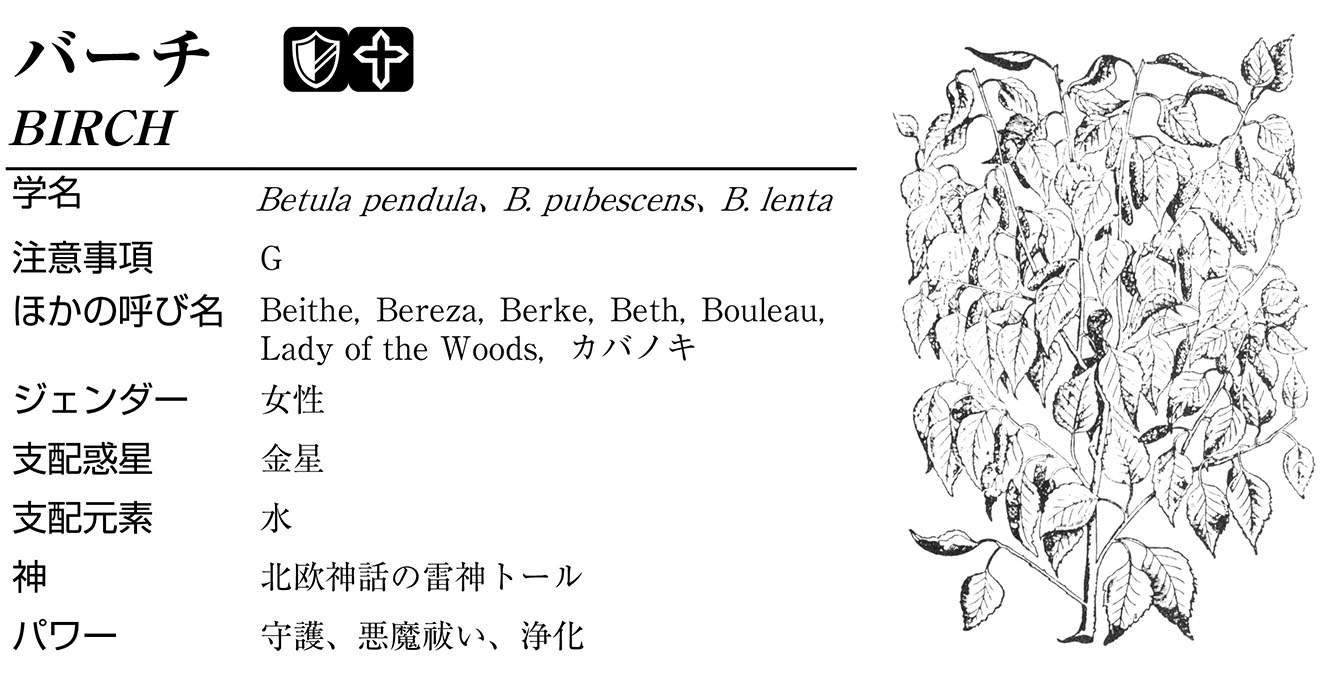 バーチ
BIRCH
学名 Betula pendula、B. pubescens、B. lenta
注意事項 G
ほかの呼び名 Beithe, Bereza, Berke, Beth, Bouleau,
Lady of the Woods, カバノキ
ジェンダー 女性
支配惑星 金星
支配元素 水
神 北欧神話の雷神トール
パワー 守護、悪魔祓い、浄化